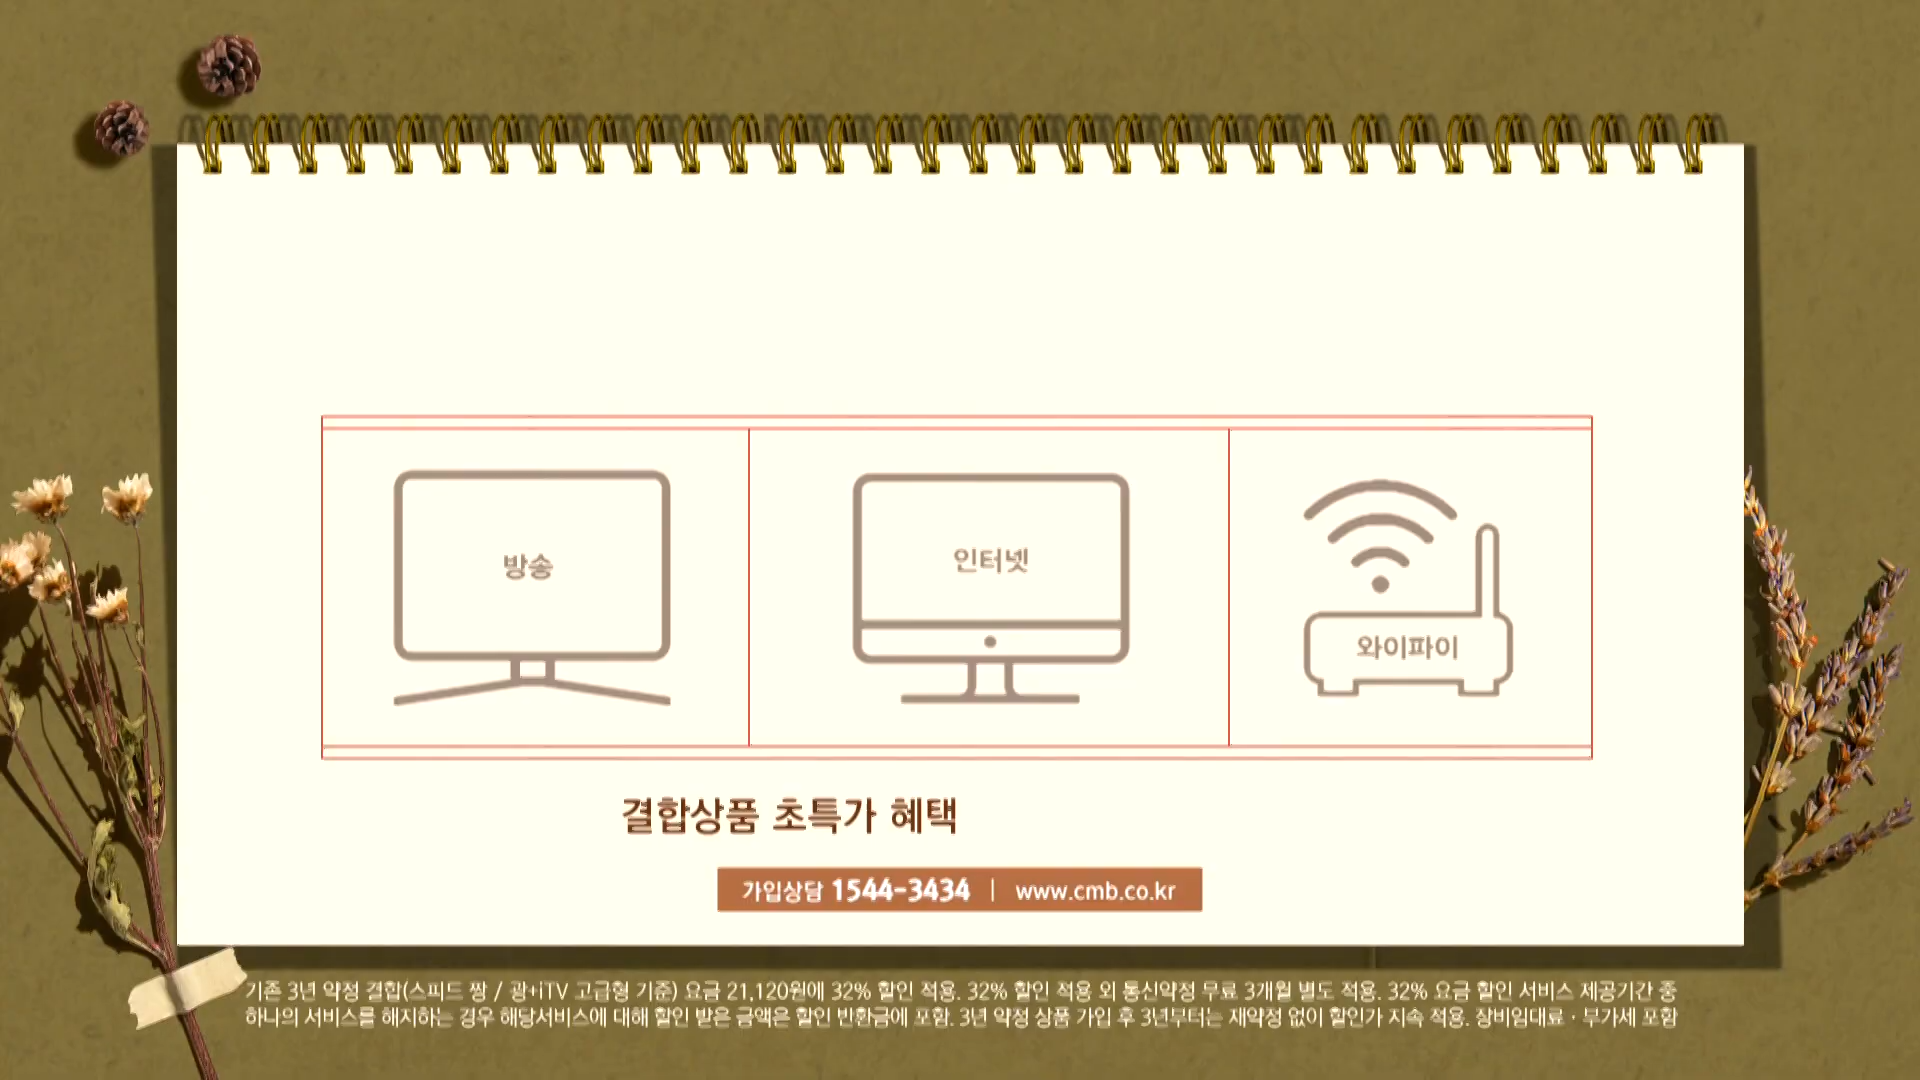 방송
인터넷
와이파이
결합상품 초특가 혜택
가입상담 1544-3434 | www.cmb.co.kr
기존 3년 약정 결합(스피드 짱 / 광+iTV 고급형 기준) 요금 21,120원에 32% 할인 적용. 32% 할인 적용 외 통신약정 무료 3개월 별도 적용. 32% 요금 할인 서비스 제공기간 중
하나의 서비스를 해지하는 경우 해당서비스에 대해 할인 받은 금액은 할인 반환금에 포함. 3년 약정 상품 가입 후 3년부터는 재약정 없이 할인가 지속 적용. 장비임대료 · 부가세 포함